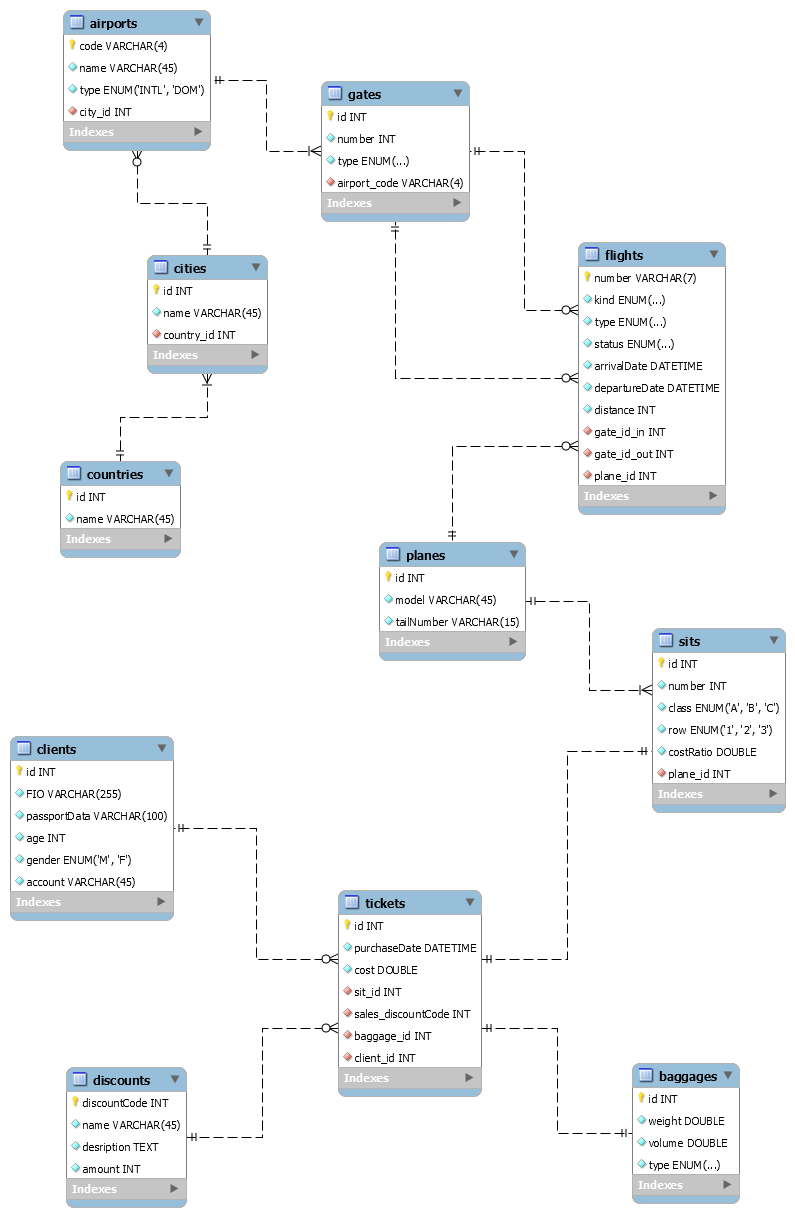 airports
code VARCHAR(4)
name VARCHAR(45)
type ENUM('INTL', 'DOM')
city_id INT
Indexes
gates
id INT
number INT
type ENUM(...)
airport_code VARCHAR(4)
Indexes
flights
number VARCHAR(7)
kind ENUM(...)
type ENUM(...)
status ENUM(...)
arrivalDate DATETIME
departureDate DATETIME
distance INT
gate_id_in INT
gate_id_out INT
plane_id INT
Indexes
cities
id INT
name VARCHAR(45)
country_id INT
Indexes
countries
id INT
name VARCHAR(45)
Indexes
planes
id INT
model VARCHAR(45)
tailNumber VARCHAR(15)
Indexes
sits
id INT
number INT
class ENUM('A', 'B', 'C')
row ENUM('1', '2', '3')
costRatio DOUBLE
plane_id INT
Indexes
clients
id INT
FIO VARCHAR(255)
passportData VARCHAR(100)
age INT
gender ENUM('M', 'F')
account VARCHAR(45)
Indexes
tickets
id INT
purchaseDate DATETIME
cost DOUBLE
sit_id INT
sales_discountCode INT
baggage_id INT
client_id INT
Indexes
discounts
discountCode INT
name VARCHAR(45)
desription TEXT
amount INT
Indexes
baggages
id INT
weight DOUBLE
volume DOUBLE
type ENUM(...)
Indexes